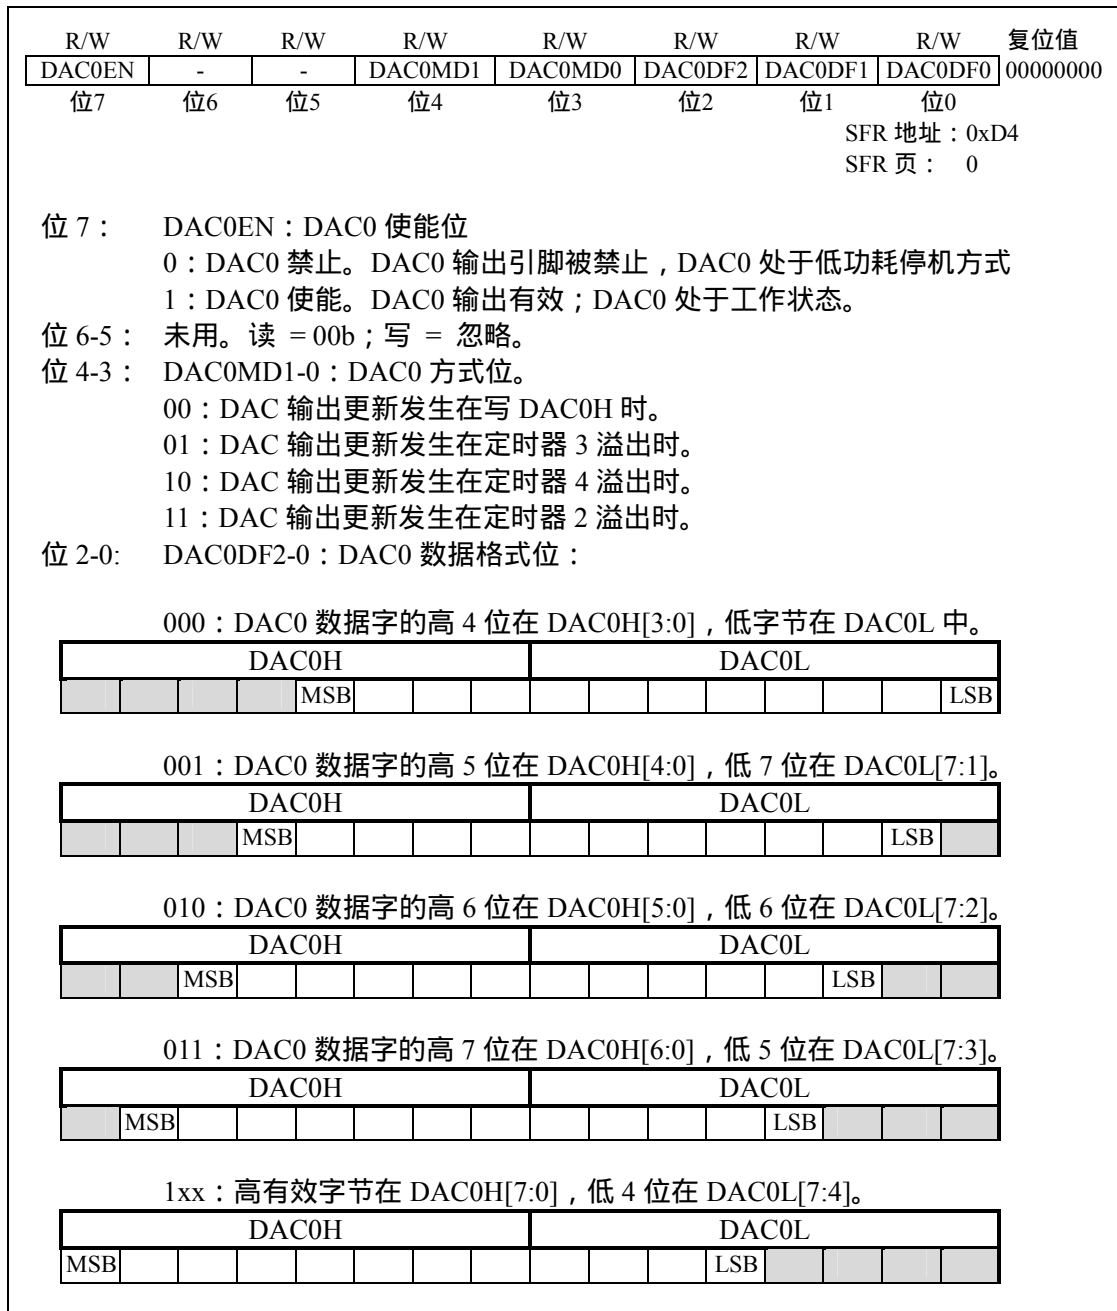 R/W R/W R/W R/W R/W R/W R/W R/W 复位值
DAC0EN - - DAC0MD1 DAC0MD0 DAC0DF2 DAC0DF1 DAC0DF0 00000000
位7 位6 位5 位4 位3 位2 位1 位0
SFR 地址：0xD4
SFR 页： 0
位 7： DAC0EN：DAC0 使能位
0：DAC0 禁止。DAC0 输出引脚被禁止，DAC0 处于低功耗停机方式
1：DAC0 使能。DAC0 输出有效；DAC0 处于工作状态。
位 6-5： 未用。读 = 00b；写 = 忽略。
位 4-3： DAC0MD1-0：DAC0 方式位。
00：DAC 输出更新发生在写 DAC0H 时。
01：DAC 输出更新发生在定时器 3 溢出时。
10：DAC 输出更新发生在定时器 4 溢出时。
11：DAC 输出更新发生在定时器 2 溢出时。
位 2-0: DAC0DF2-0：DAC0 数据格式位：
000：DAC0 数据字的高 4 位在 DAC0H[3:0]，低字节在 DAC0L 中。
DAC0H DAC0L
MSB LSB
001：DAC0 数据字的高 5 位在 DAC0H[4:0]，低 7 位在 DAC0L[7:1]。
DAC0H DAC0L
MSB LSB
010：DAC0 数据字的高 6 位在 DAC0H[5:0]，低 6 位在 DAC0L[7:2]。
DAC0H DAC0L
MSB LSB
011：DAC0 数据字的高 7 位在 DAC0H[6:0]，低 5 位在 DAC0L[7:3]。
DAC0H DAC0L
MSB LSB
1xx：高有效字节在 DAC0H[7:0]，低 4 位在 DAC0L[7:4]。
DAC0H DAC0L
MSB LSB